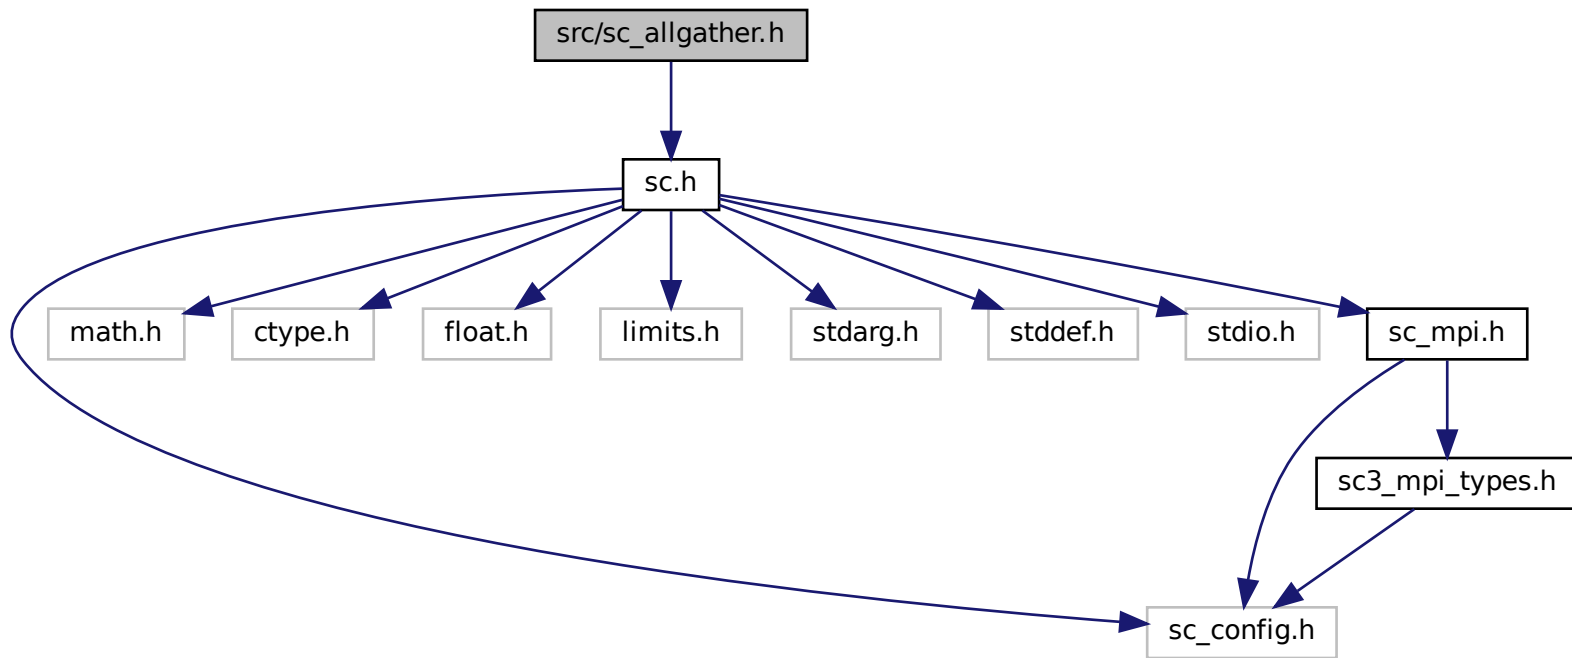 src/sc_allgather.h
sc.h
math.h
ctype.h
float.h
limits.h
stdarg.h
stddef.h
stdio.h
sc_mpi.h
sc3_mpi_types.h
sc_config.h